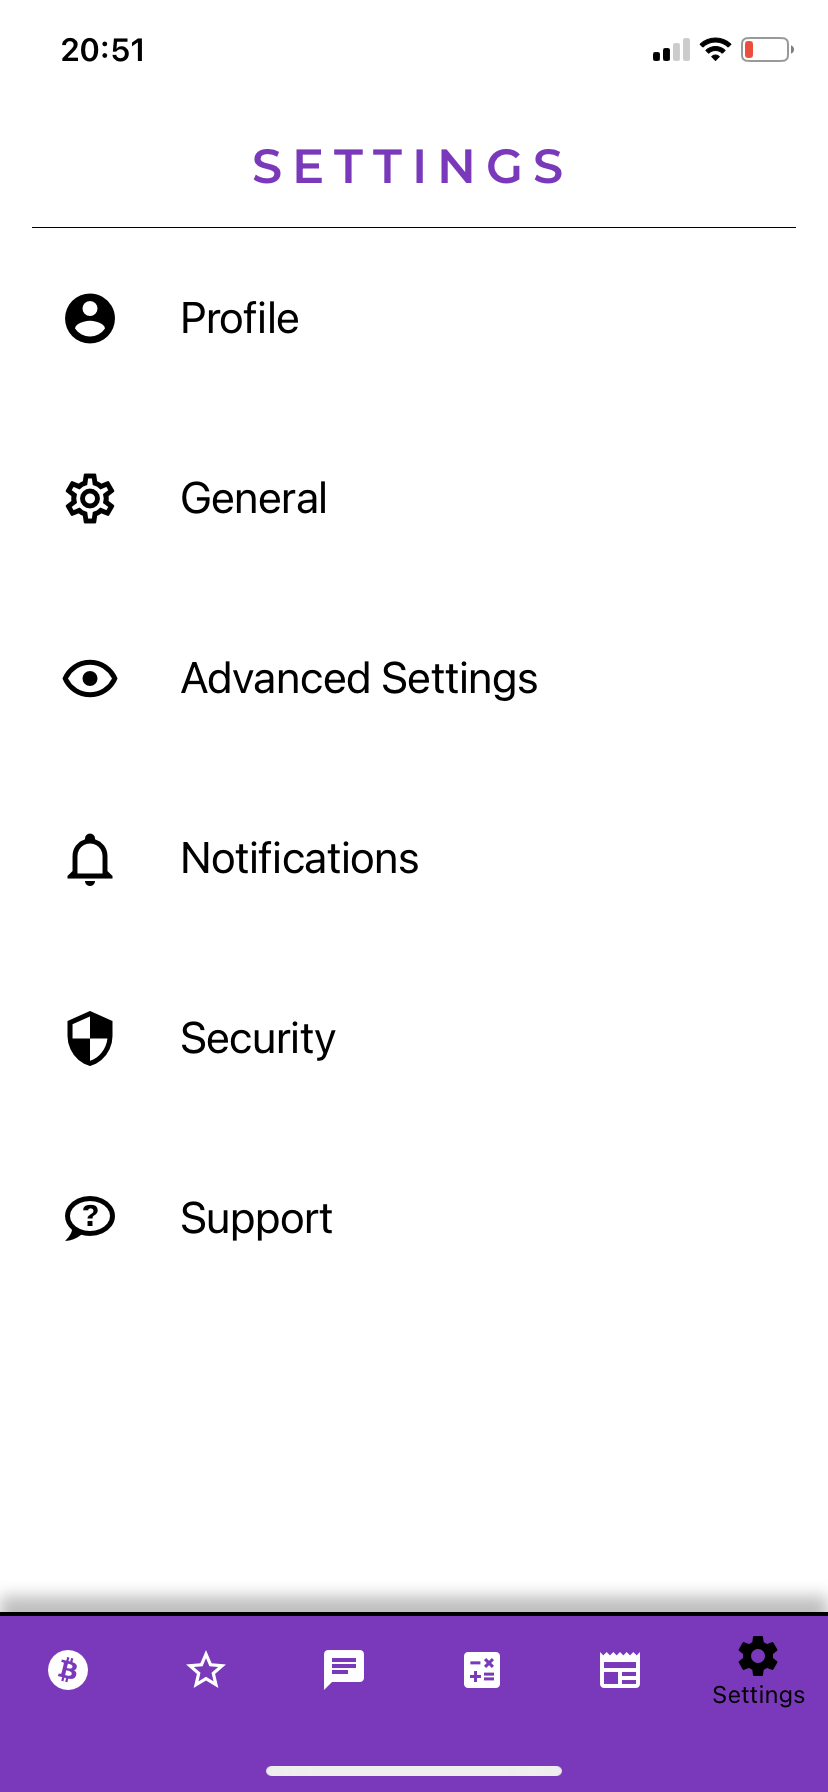 20:51
SETTINGS
Profile
General
Advanced Settings
Notifications
Security
Support
Settings